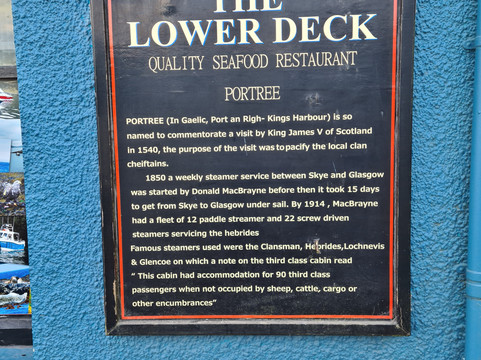 THE
LOWER DECK
QUALITY SEAFOOD RESTAURANT
PORTREE
PORTREE (In Gaelic, Port an Righ- Kings Harbour) is so
named to commentorate a visit by King James V of Scotland
in 1540, the purpose of the visit was to pacify the local clan
cheiftains.
1850 a weekly steamer service between Skye and Glasgow
was started by Donald MacBrayne before then it took 15 days
to get from Skye to Glasgow under sail. By 1914 , MacBrayne
had a fleet of 12 paddle streamer and 22 screw driven
steamers servicing the hebrides
Famous steamers used were the Clansman, Hebrides,Lochnevis
& Glencoe on which a note on the third class cabin read
“ This cabin had accommodation for 90 third class
passengers when not occupied by sheep, cattle, cargo or
other encumbrances”